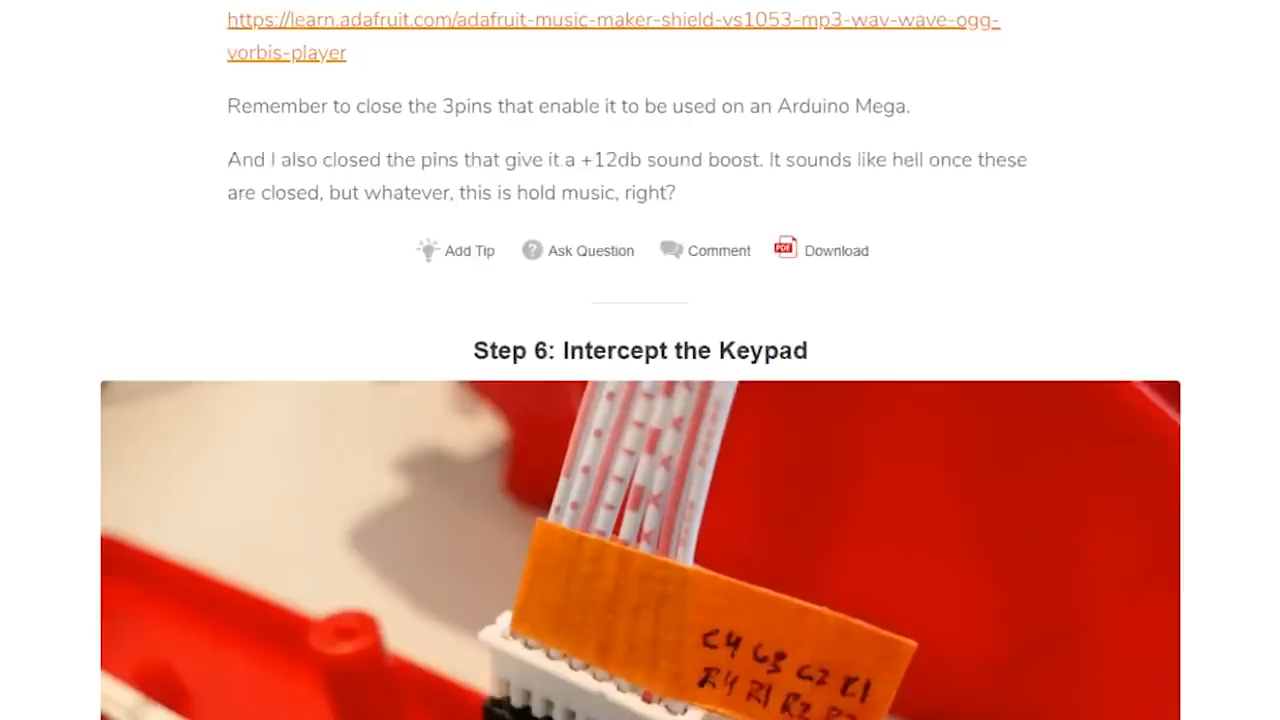 https://learn.adafruit.com/adafruit-music-maker-shield-vs1053-mp3-wav-wave-ogg-
vorbis-player
Remember to close the 3pins that enable it to be used on an Arduino Mega.
And I also closed the pins that give it a +12db sound boost. It sounds like hell once these
are closed, but whatever, this is hold music, right?
Add Tip Ask Question Comment PDF Download
Step 6: Intercept the Keypad
C4 C3 C2 C1
R4 R1 R2